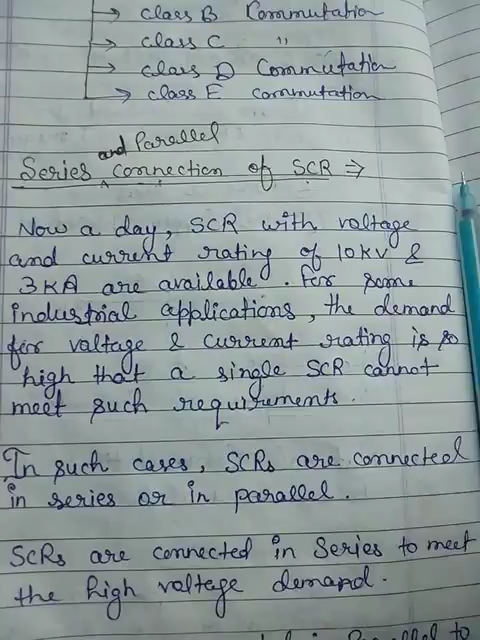 → class B Commutation
→ class C "
→ class D Commutation
→ class E commutation
and Parallel
Series connection of SCR ⇒
Now a day, SCR with voltage
and current rating of 10KV &
3KA are available. For some
industrial applications, the demand
for voltage & current rating is so
high that a single SCR cannot
meet such requirements.
In such cases, SCRs are connected
in series or in parallel.
SCRs are connected in Series to meet
the high voltage demand.
Parallel to